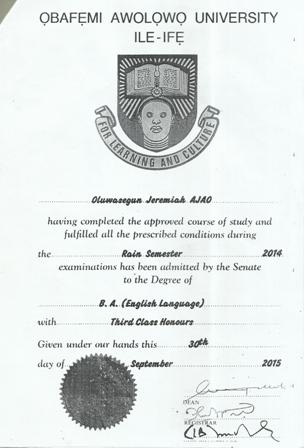 ỌBAFẸMI AWOLỌWỌ UNIVERSITY
ILE-IFẸ
FOR LEARNING AND CULTURE
Oluwasegun Jeremiah AJAO
having completed the approved course of study and
fulfilled all the prescribed conditions during
the Rain Semester 2014
examinations has been admitted by the Senate
to the Degree of
B. A. (English Language)
with Third Class Honours
Given under our hands this 30th
day of September 2015
DEAN
REGISTRAR